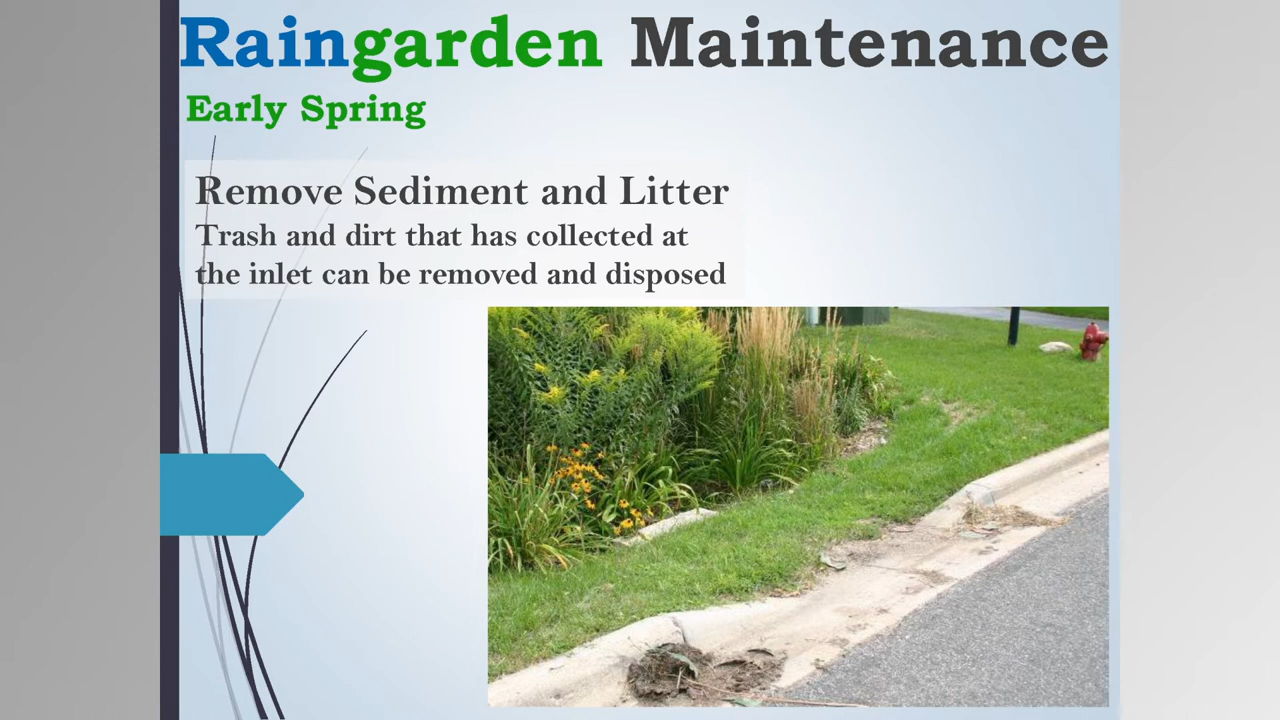 Raingarden Maintenance
Early Spring
Remove Sediment and Litter
Trash and dirt that has collected at
the inlet can be removed and disposed